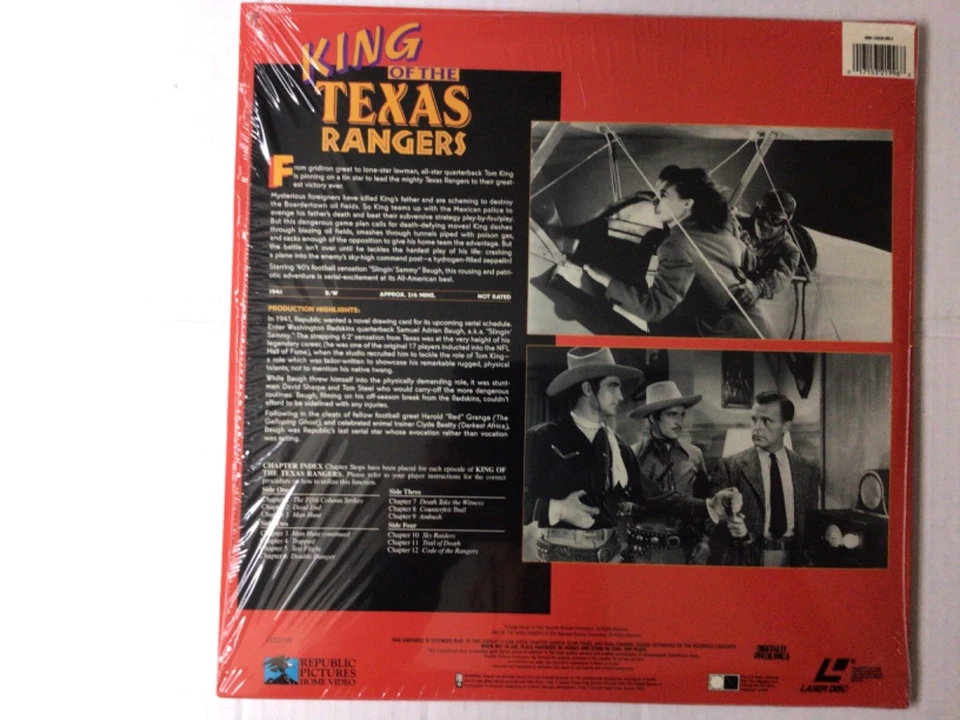 KING
OF THE
TEXAS
RANGERS
From gridiron great to lone-star lawman, all-star quarterback Tom King
is pinning on a tin star to lead the mighty Texas Rangers to their great-
est victory ever.
Mysterious foreigners have killed King's father and are scheming to destroy
the Boardertown oil fields. So King teams up with the Mexican police to
avenge his father's death and beat their subversive strategy play-by-foulplay.
But this dangerous game plan calls for death-defying moves! King dashes
through blazing oil fields, smashes through tunnels piped with poison gas,
and sacks enough of the opposition to give his home team the advantage. But
the battle isn't over until he tackles the hardest play of his life: crashing
a plane into the enemy's sky-high command post—a hydrogen-filled zeppelin!
Starring '40's football sensation "Slingin' Sammy" Baugh, this rousing and patri-
otic adventure is serial-excitement at its All-American best.
1941 B/W APPROX. 216 MINS. NOT RATED
PRODUCTION HIGHLIGHTS:
In 1941, Republic wanted a novel drawing card for its upcoming serial schedule.
Enter Washington Redskins quarterback Samuel Adrian Baugh, a.k.a. "Slingin'
Sammy." The strapping 6'2" sensation from Texas was at the very height of his
legendary career, (he was one of the original 17 players inducted into the NFL
Hall of Fame), when the studio recruited him to tackle the role of Tom King—
a role which was tailor-written to showcase his remarkable rugged, physical
talents, not to mention his native twang.
While Baugh threw himself into the physically demanding role, it was stunt-
men David Sharpe and Tom Steel who would carry-off the more dangerous
routines. Baugh, filming on his off-season break from the Redskins, couldn't
afford to be sidelined with any injuries.
Following in the cleats of fellow football great Harold "Red" Grange (The
Galloping Ghost), and celebrated animal trainer Clyde Beatty (Darkest Africa),
Baugh was Republic's last serial star whose evocation rather than vocation
was acting.
CHAPTER INDEX Chapter Stops have been placed for each episode of KING OF
THE TEXAS RANGERS. Please refer to your player instructions for the correct
procedure on how to utilize this function.
Side One
Chapter 1 The Fifth Column Strikes
Chapter 2 Dead End
Chapter 3 Man Hunt
Side Two
Chapter 3 Man Hunt continued
Chapter 4 Trapped
Chapter 5 Test Flight
Chapter 6 Double Danger
Side Three
Chapter 7 Death Take the Witness
Chapter 8 Counterfeit Trail
Chapter 9 Ambush
Side Four
Chapter 10 Sky Raiders
Chapter 11 Trail of Death
Chapter 12 Code of the Rangers
REPUBLIC
PICTURES
HOME VIDEO
DIGITALLY
PROCESSED
LASER DISC